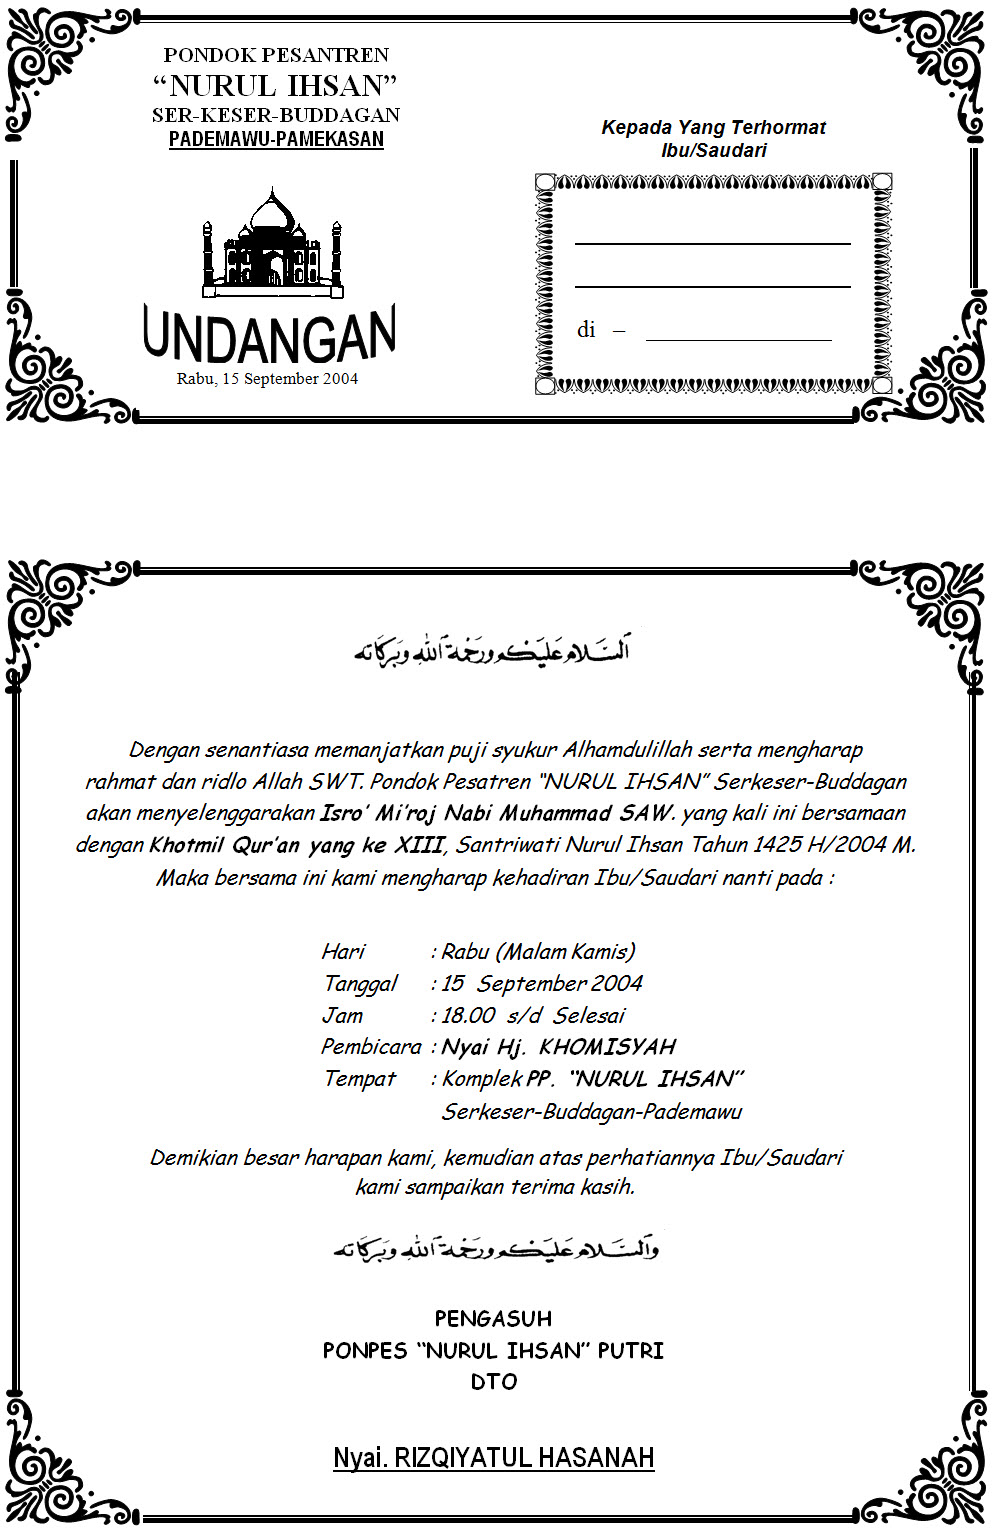 PONDOK PESANTREN
“NURUL IHSAN”
SER-KESER-BUDDAGAN
PADEMAWU-PAMEKASAN
UNDANGAN
Rabu, 15 September 2004
Kepada Yang Terhormat
Ibu/Saudari
di –
السلام عليكم ورحمة الله وبركاته
Dengan senantiasa memanjatkan puji syukur Alhamdulillah serta mengharap
rahmat dan ridlo Allah SWT. Pondok Pesatren “NURUL IHSAN” Serkeser-Buddagan
akan menyelenggarakan Isro’ Mi’roj Nabi Muhammad SAW. yang kali ini bersamaan
dengan Khotmil Qur’an yang ke XIII, Santriwati Nurul Ihsan Tahun 1425 H/2004 M.
Maka bersama ini kami mengharap kehadiran Ibu/Saudari nanti pada :
Hari : Rabu (Malam Kamis)
Tanggal : 15 September 2004
Jam : 18.00 s/d Selesai
Pembicara : Nyai Hj. KHOMISYAH
Tempat : Komplek PP. “NURUL IHSAN”
Serkeser-Buddagan-Pademawu
Demikian besar harapan kami, kemudian atas perhatiannya Ibu/Saudari
kami sampaikan terima kasih.
والسلام عليكم ورحمة الله وبركاته
PENGASUH
PONPES “NURUL IHSAN” PUTRI
DTO
Nyai. RIZQIYATUL HASANAH